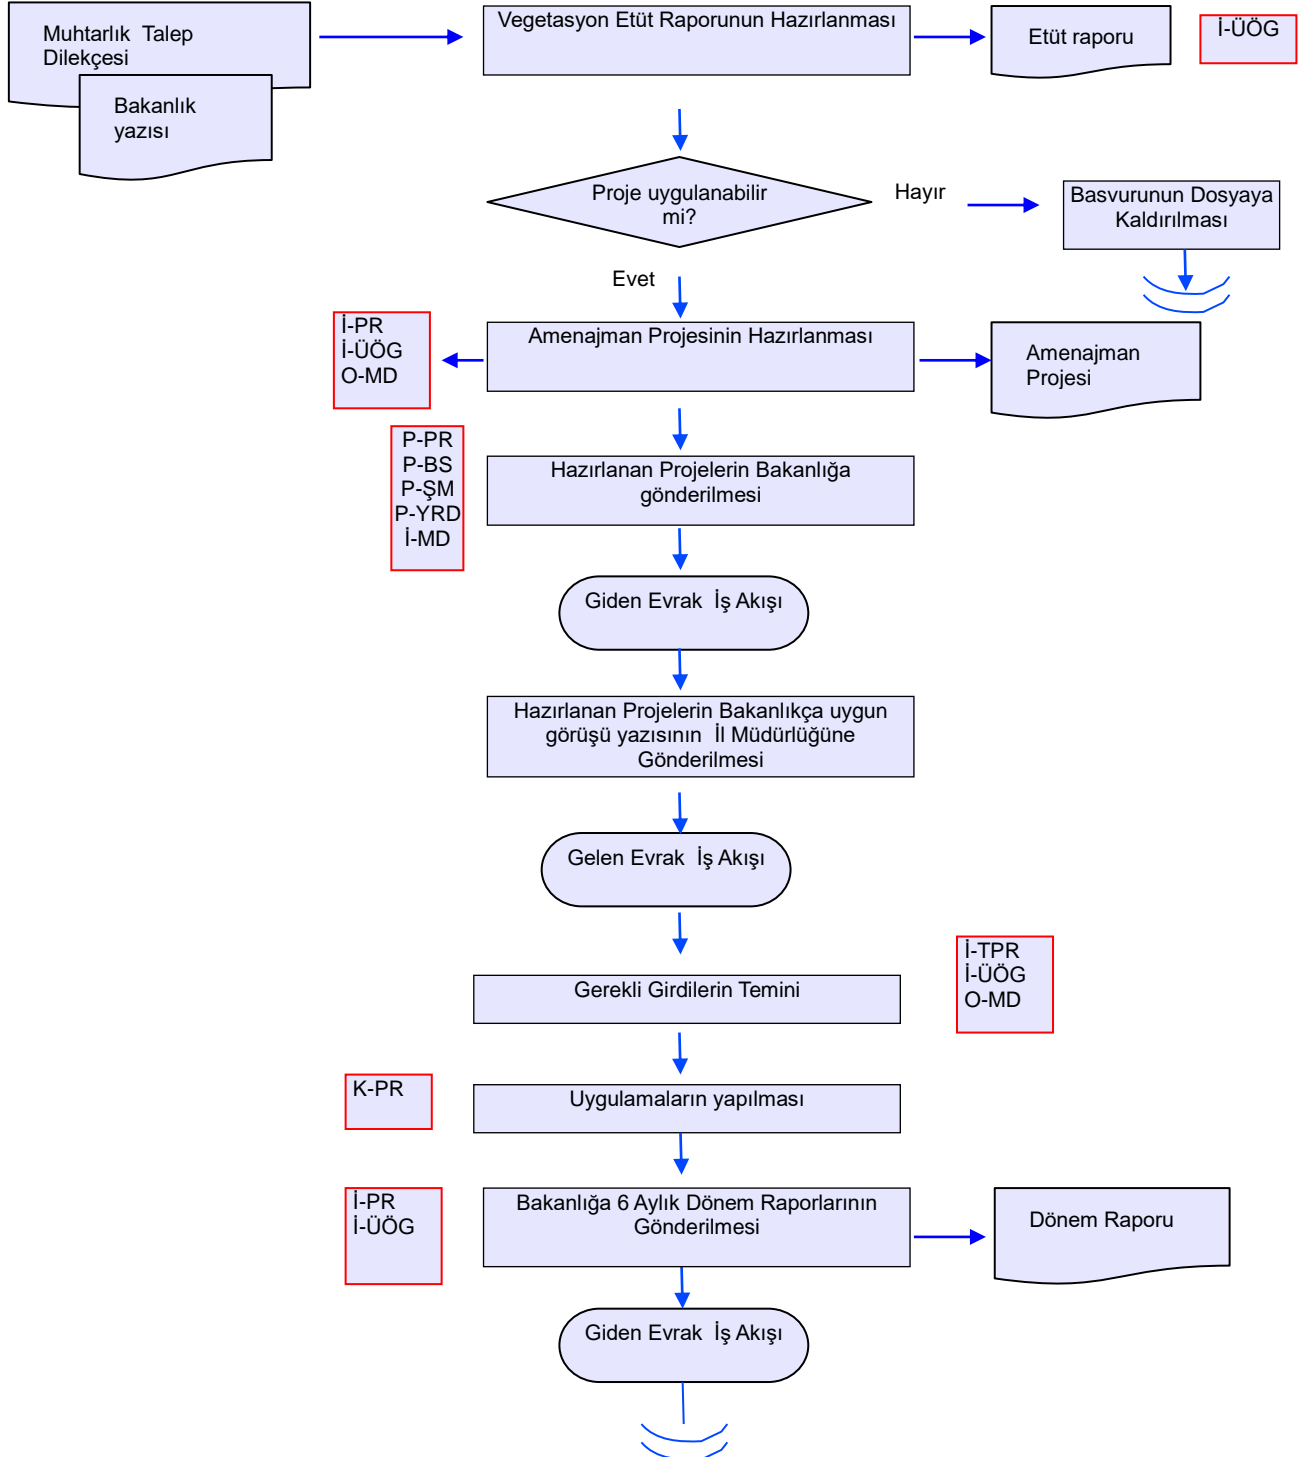 Muhtarlık Talep
Dilekçesi
Bakanlık
yazısı
Vegetasyon Etüt Raporunun Hazırlanması
Etüt raporu
İ-ÜÖG
Proje uygulanabilir
mi?
Hayır
Basvurunun Dosyaya
Kaldırılması
Evet
İ-PR
İ-ÜÖG
O-MD
Amenajman Projesinin Hazırlanması
Amenajman
Projesi
P-PR
P-BS
P-ŞM
P-YRD
İ-MD
Hazırlanan Projelerin Bakanlığa
gönderilmesi
Giden Evrak İş Akışı
Hazırlanan Projelerin Bakanlıkça uygun
görüşü yazısının İl Müdürlüğüne
Gönderilmesi
Gelen Evrak İş Akışı
İ-TPR
İ-ÜÖG
O-MD
Gerekli Girdilerin Temini
K-PR
Uygulamaların yapılması
İ-PR
İ-ÜÖG
Bakanlığa 6 Aylık Dönem Raporlarının
Gönderilmesi
Dönem Raporu
Giden Evrak İş Akışı